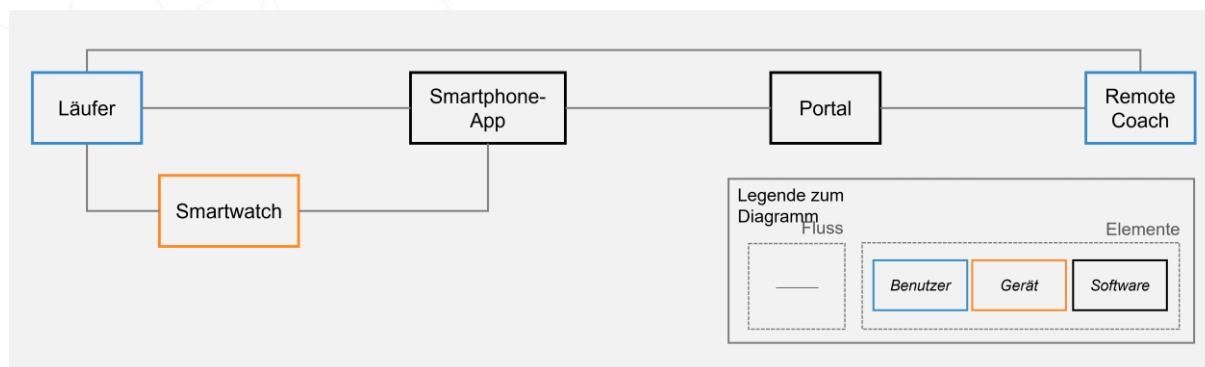 Läufer
Smartphone-
App
Portal
Remote
Coach
Smartwatch
Legende zum
Diagramm
Fluss
Elemente
Benutzer
Gerät
Software